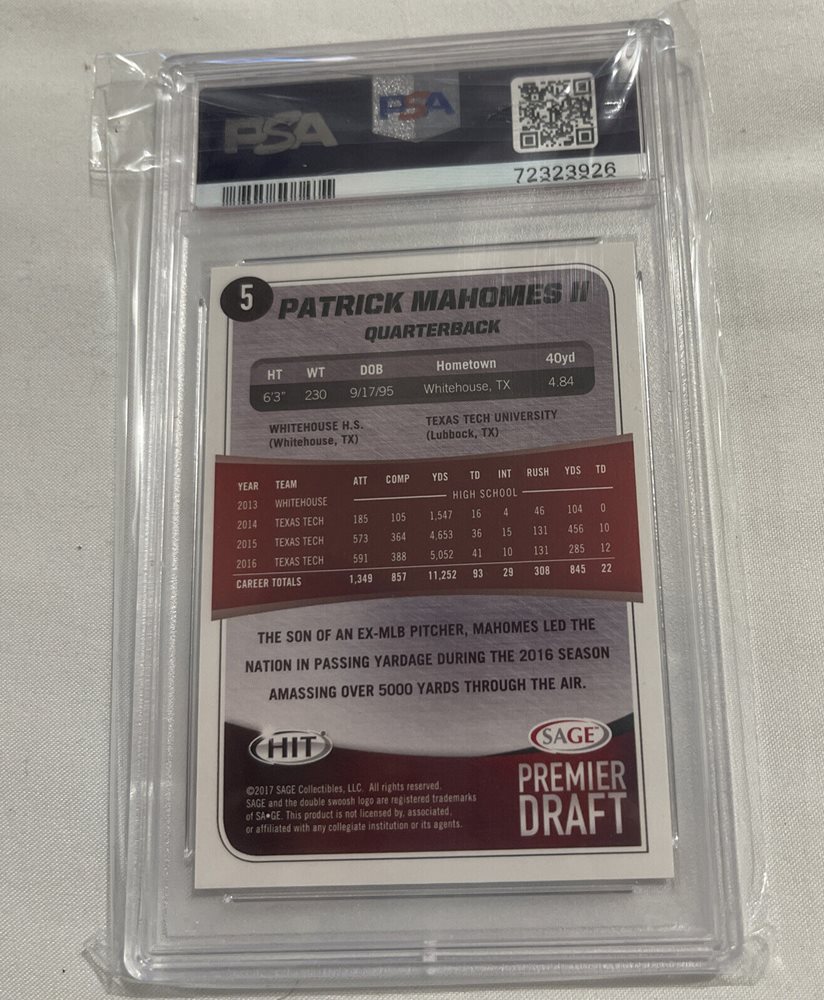 PSA PSA
72323926
5 PATRICK MAHOMES II
QUARTERBACK
HT WT DOB Hometown 40yd
6'3" 230 9/17/95 Whitehouse, TX 4.84
WHITEHOUSE H.S. TEXAS TECH UNIVERSITY
(Whitehouse, TX) (Lubbock, TX)
YEAR TEAM ATT COMP YDS TD INT RUSH YDS TD
2013 WHITEHOUSE HIGH SCHOOL
2014 TEXAS TECH 185 105 1,547 16 4 46 104 0
2015 TEXAS TECH 573 364 4,653 36 15 131 456 10
2016 TEXAS TECH 591 388 5,052 41 10 131 285 12
CAREER TOTALS 1,349 857 11,252 93 29 308 845 22
THE SON OF AN EX-MLB PITCHER, MAHOMES LED THE
NATION IN PASSING YARDAGE DURING THE 2016 SEASON
AMASSING OVER 5000 YARDS THROUGH THE AIR.
HIT® SAGE™
PREMIER
DRAFT
©2017 SAGE Collectibles, LLC. All rights reserved.
SAGE and the double swoosh logo are registered trademarks
of SA•GE. This product is not licensed by, associated,
or affiliated with any collegiate institution or its agents.